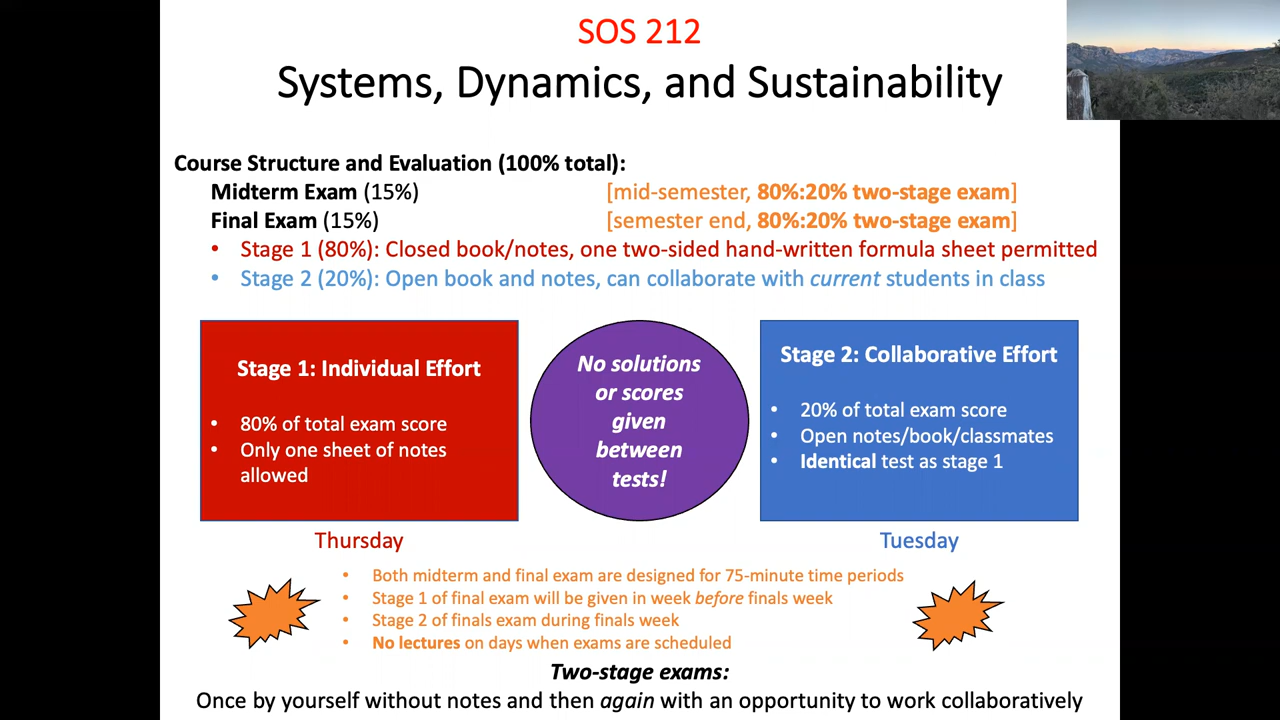 SOS 212
Systems, Dynamics, and Sustainability
Course Structure and Evaluation (100% total):
Midterm Exam (15%) [mid-semester, 80%:20% two-stage exam]
Final Exam (15%) [semester end, 80%:20% two-stage exam]
• Stage 1 (80%): Closed book/notes, one two-sided hand-written formula sheet permitted
• Stage 2 (20%): Open book and notes, can collaborate with current students in class
Stage 1: Individual Effort
• 80% of total exam score
• Only one sheet of notes
allowed
Thursday
No solutions
or scores
given
between
tests!
Stage 2: Collaborative Effort
• 20% of total exam score
• Open notes/book/classmates
• Identical test as stage 1
Tuesday
• Both midterm and final exam are designed for 75-minute time periods
• Stage 1 of final exam will be given in week before finals week
• Stage 2 of finals exam during finals week
• No lectures on days when exams are scheduled
Two-stage exams:
Once by yourself without notes and then again with an opportunity to work collaboratively